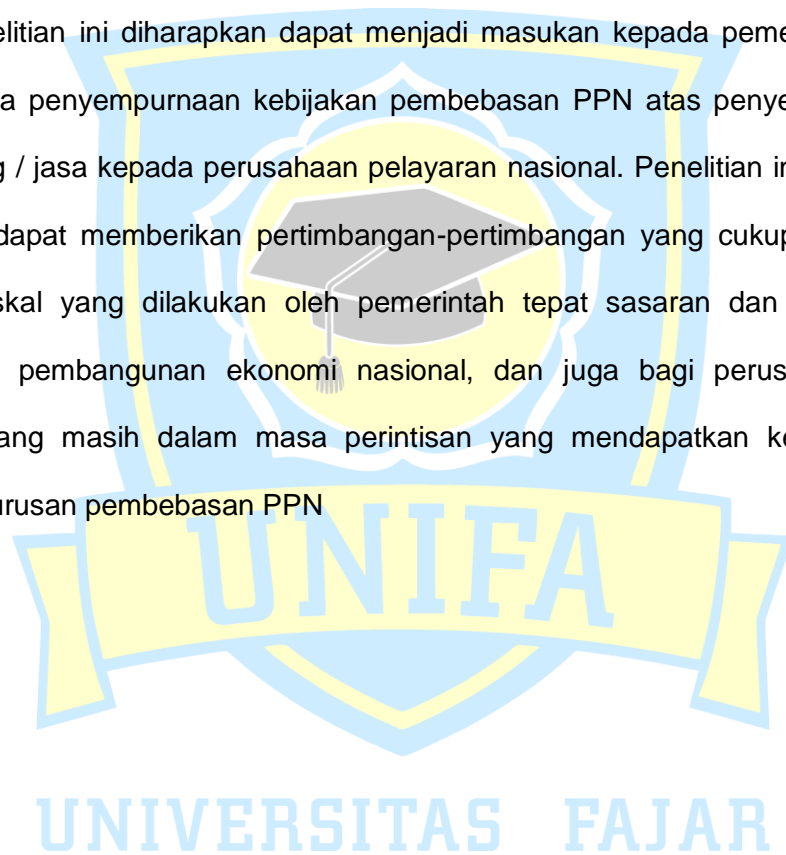 elitian ini diharapkan dapat menjadi masukan kepada peme
a penyempurnaan kebijakan pembebasan PPN atas penye
g / jasa kepada perusahaan pelayaran nasional. Penelitian in
dapat memberikan pertimbangan-pertimbangan yang cukup
skal yang dilakukan oleh pemerintah tepat sasaran dan
pembangunan ekonomi nasional, dan juga bagi perus
ang masih dalam masa perintisan yang mendapatkan ke
urusan pembebasan PPN
UNIFA
UNIVERSITAS FAJAR